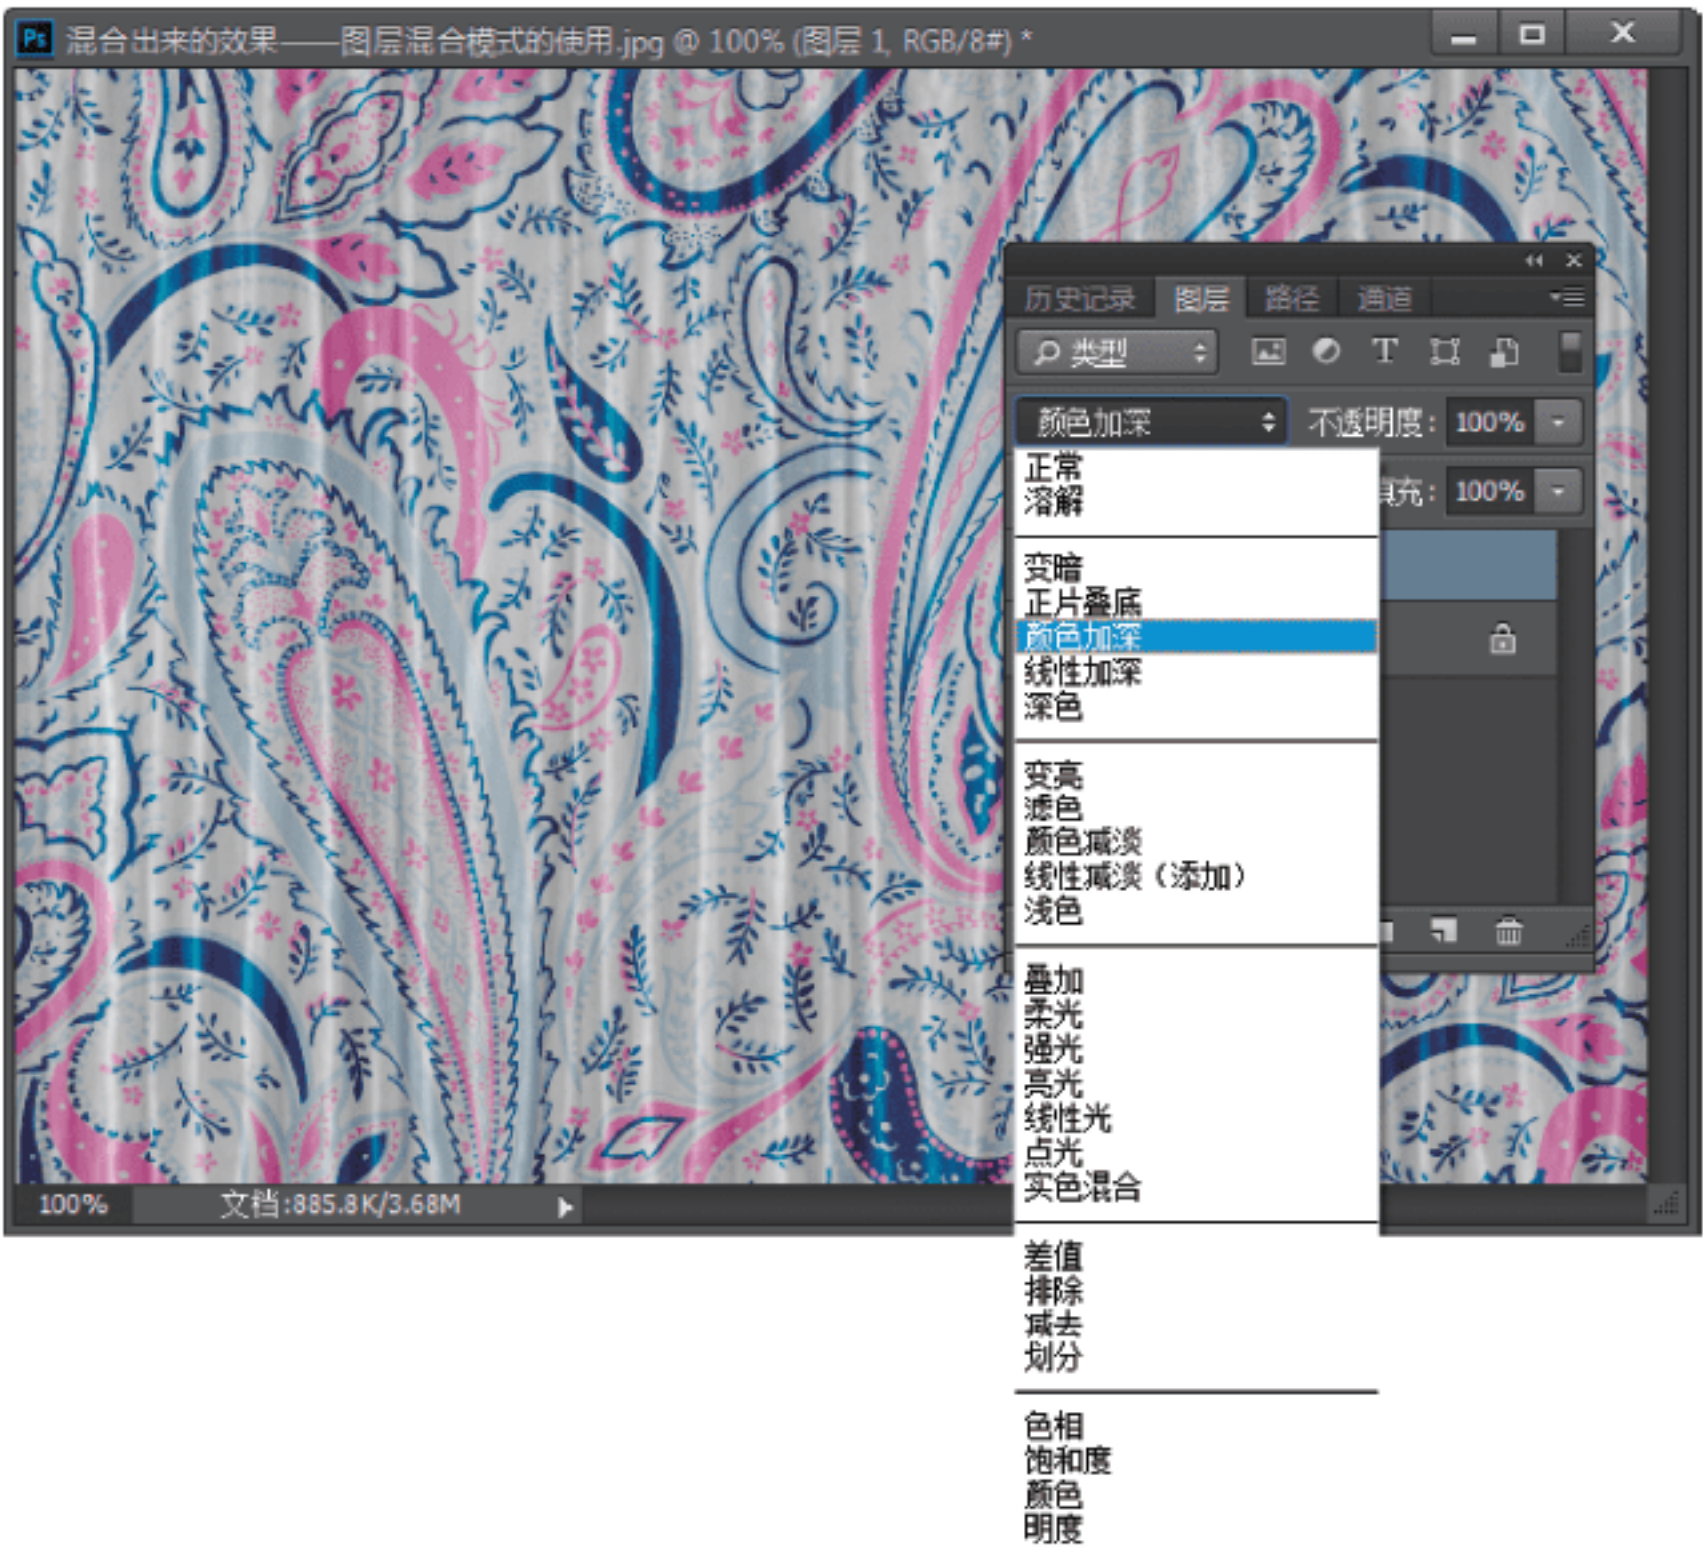 Ps 混合出来的效果——图层混合模式的使用.jpg @ 100% (图层 1, RGB/8#) *
历史记录 图层 路径 通道
类型 T
颜色加深 不透明度: 100%
填充: 100%
正常
溶解
变暗
正片叠底
颜色加深
线性加深
深色
变亮
滤色
颜色减淡
线性减淡（添加）
浅色
叠加
柔光
强光
亮光
线性光
点光
实色混合
差值
排除
减去
划分
色相
饱和度
颜色
明度
100% 文档:885.8K/3.68M